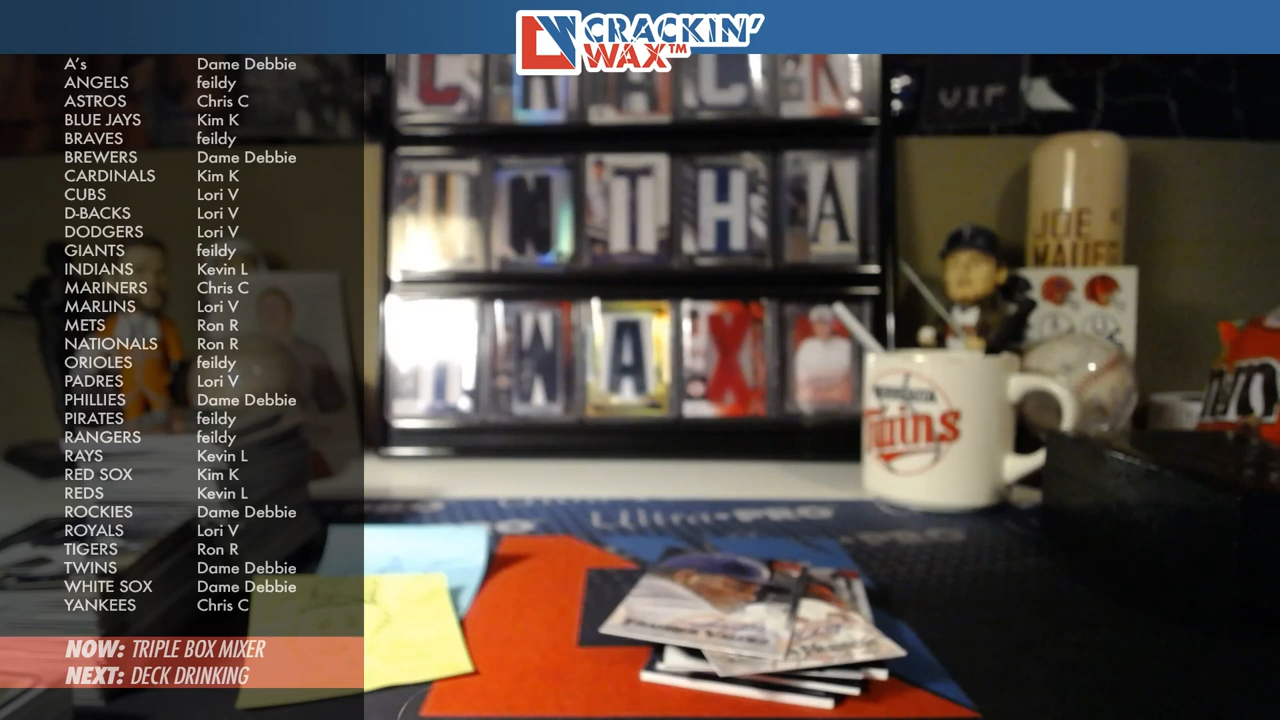 CRACKIN'
WAX™
A's Dame Debbie
ANGELS feildy
ASTROS Chris C
BLUE JAYS Kim K
BRAVES feildy
BREWERS Dame Debbie
CARDINALS Kim K
CUBS Lori V
D-BACKS Lori V
DODGERS Lori V
GIANTS feildy
INDIANS Kevin L
MARINERS Chris C
MARLINS Lori V
METS Ron R
NATIONALS Ron R
ORIOLES feildy
PADRES Lori V
PHILLIES Dame Debbie
PIRATES feildy
RANGERS feildy
RAYS Kevin L
RED SOX Kim K
REDS Kevin L
ROCKIES Dame Debbie
ROYALS Lori V
TIGERS Ron R
TWINS Dame Debbie
WHITE SOX Dame Debbie
YANKEES Chris C
NOW: TRIPLE BOX MIXER
NEXT: DECK DRINKING
C R A C K
I N T H A
W A X
VIP
JOE
MAUER
Minnesota
Twins
Ultra PRO